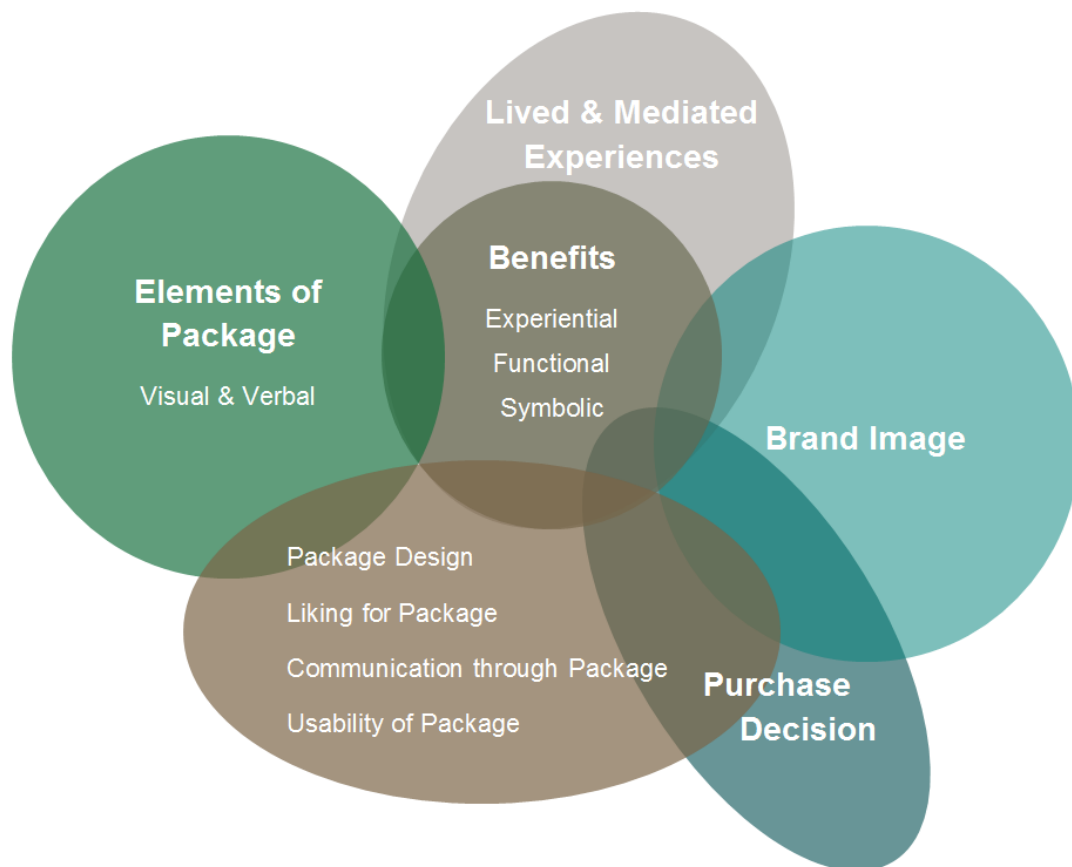 Lived & Mediated
Experiences
Benefits
Experiential
Functional
Symbolic
Elements of
Package
Visual & Verbal
Brand Image
Package Design
Liking for Package
Communication through Package
Usability of Package
Purchase
Decision